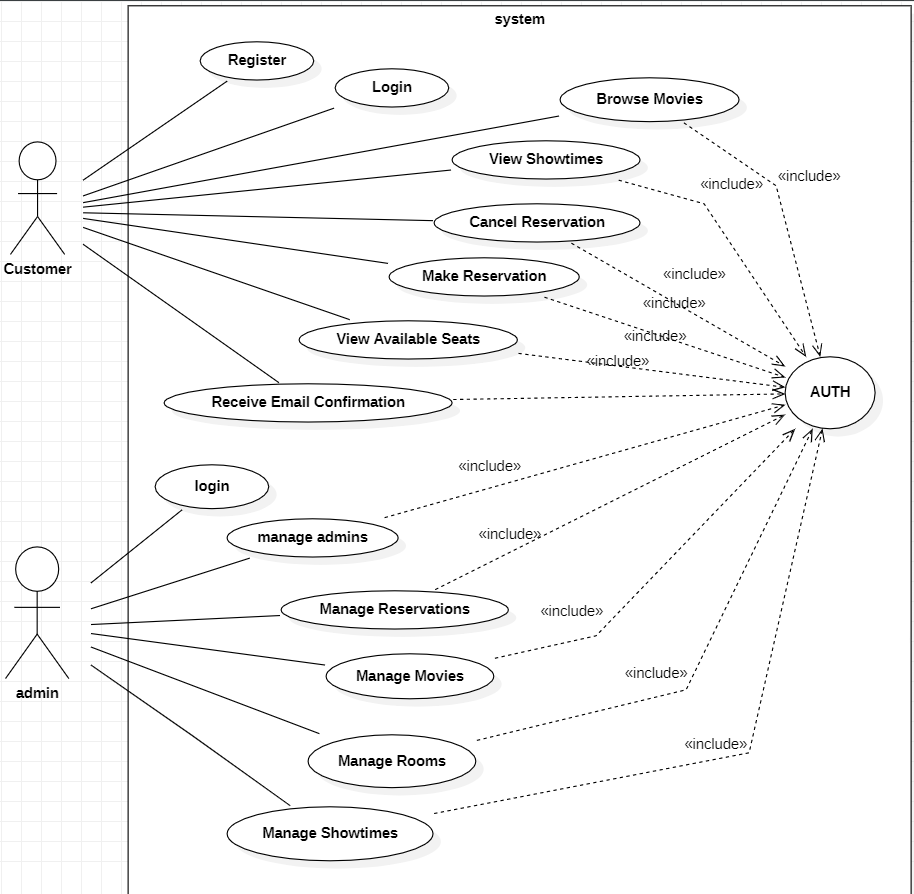 system
Register
Login
Browse Movies
View Showtimes
«include»
«include»
Cancel Reservation
Customer
Make Reservation
«include»
«include»
View Available Seats
«include»
«include»
AUTH
Receive Email Confirmation
«include»
login
manage admins
«include»
Manage Reservations
«include»
Manage Movies
admin
«include»
Manage Rooms
«include»
Manage Showtimes